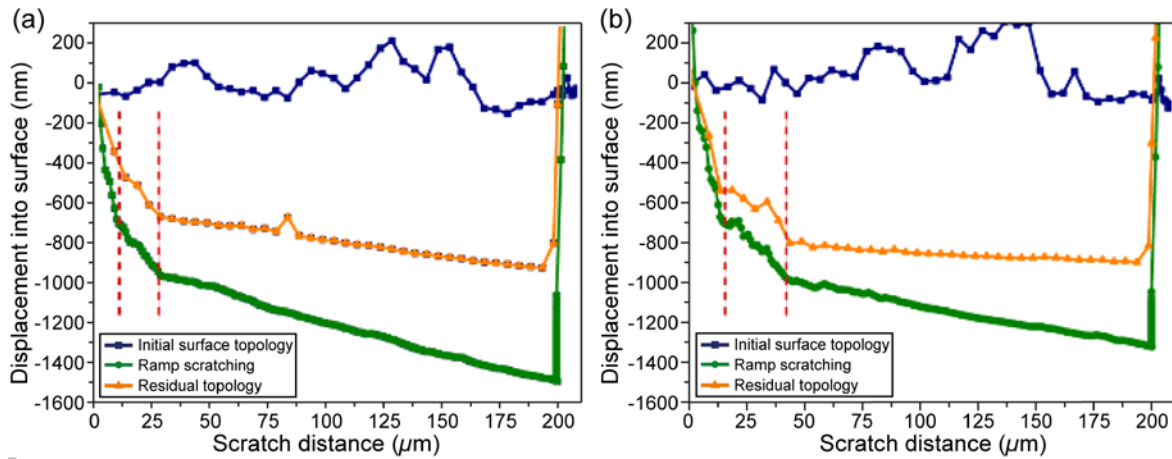 (a)
Displacement into surface (nm)
200
0
-200
-400
-600
-800
-1000
-1200
-1400
-1600
Initial surface topology
Ramp scratching
Residual topology
0 25 50 75 100 125 150 175 200
Scratch distance (µm)
(b)
Displacement into surface (nm)
200
0
-200
-400
-600
-800
-1000
-1200
-1400
-1600
Initial surface topology
Ramp scratching
Residual topology
0 25 50 75 100 125 150 175 200
Scratch distance (µm)